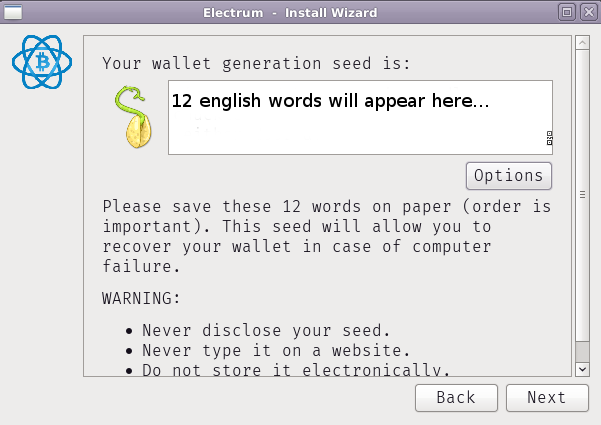 Electrum - Install Wizard
Your wallet generation seed is:
12 english words will appear here...
Options
Please save these 12 words on paper (order is
important). This seed will allow you to
recover your wallet in case of computer
failure.
WARNING:
• Never disclose your seed.
• Never type it on a website.
• Do not store it electronically.
Back
Next